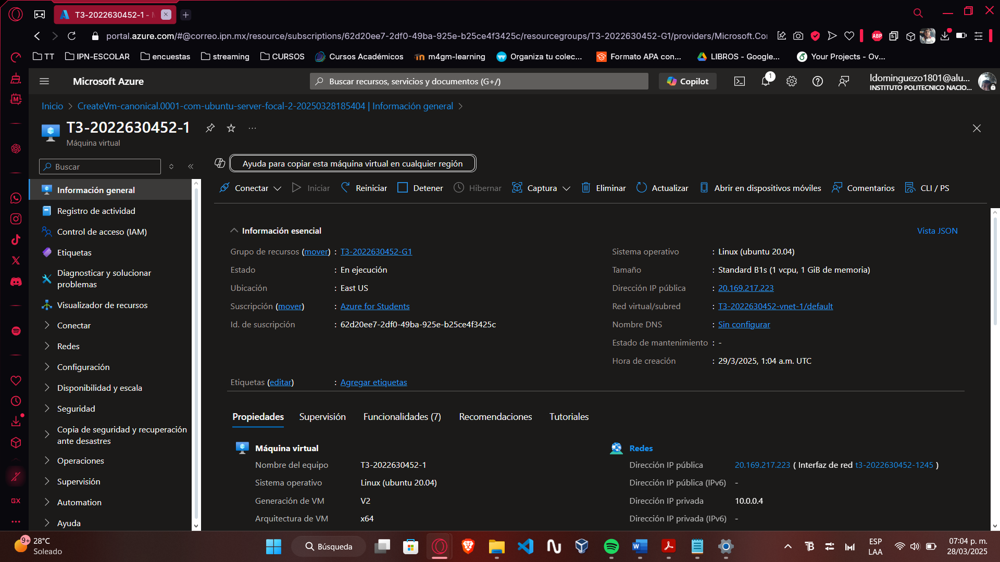 T3-2022630452-1 - M
portal.azure.com/#@correo.ipn.mx/resource/subscriptions/62d20ee7-2df0-49ba-925e-b25ce4f3425c/resourcegroups/T3-2022630452-G1/providers/Microsoft.Cor
ABP
TT
IPN-ESCOLAR
encuestas
streaming
CURSOS
Cursos Académicos
m4gm-learning
Organiza tu colec...
Formato APA con...
LIBROS - Google...
Your Projects - Ov...
Microsoft Azure
Buscar recursos, servicios y documentos (G+/)
Copilot
1
ldominguezo1801@alu...
INSTITUTO POLITECNICO NACIO...
Inicio > CreateVm-canonical.0001-com-ubuntu-server-focal-2-20250328185404 | Información general >
T3-2022630452-1
Máquina virtual
Buscar
Ayuda para copiar esta máquina virtual en cualquier región
Conectar
Iniciar
Reiniciar
Detener
Hibernar
Captura
Eliminar
Actualizar
Abrir en dispositivos móviles
Comentarios
CLI / PS
Información general
Registro de actividad
Control de acceso (IAM)
Etiquetas
Diagnosticar y solucionar
problemas
Visualizador de recursos
Conectar
Redes
Configuración
Disponibilidad y escala
Seguridad
Copia de seguridad y recuperación
ante desastres
Operaciones
Supervisión
Automation
Ayuda
GX
Información esencial
Vista JSON
Grupo de recursos (mover) : T3-2022630452-G1
Estado : En ejecución
Ubicación : East US
Suscripción (mover) : Azure for Students
Id. de suscripción : 62d20ee7-2df0-49ba-925e-b25ce4f3425c
Sistema operativo : Linux (ubuntu 20.04)
Tamaño : Standard B1s (1 vcpu, 1 GiB de memoria)
Dirección IP pública : 20.169.217.223
Red virtual/subred : T3-2022630452-vnet-1/default
Nombre DNS : Sin configurar
Estado de mantenimiento : -
Hora de creación : 29/3/2025, 1:04 a.m. UTC
Etiquetas (editar) : Agregar etiquetas
Propiedades
Supervisión
Funcionalidades (7)
Recomendaciones
Tutoriales
Máquina virtual
Nombre del equipo T3-2022630452-1
Sistema operativo Linux (ubuntu 20.04)
Generación de VM V2
Arquitectura de VM x64
Redes
Dirección IP pública 20.169.217.223 ( Interfaz de red t3-2022630452-1245 )
Dirección IP pública (IPv6) -
Dirección IP privada 10.0.0.4
Dirección IP privada (IPv6) -
9+
28°C
Soleado
Búsqueda
ESP
LAA
07:04 p. m.
28/03/2025